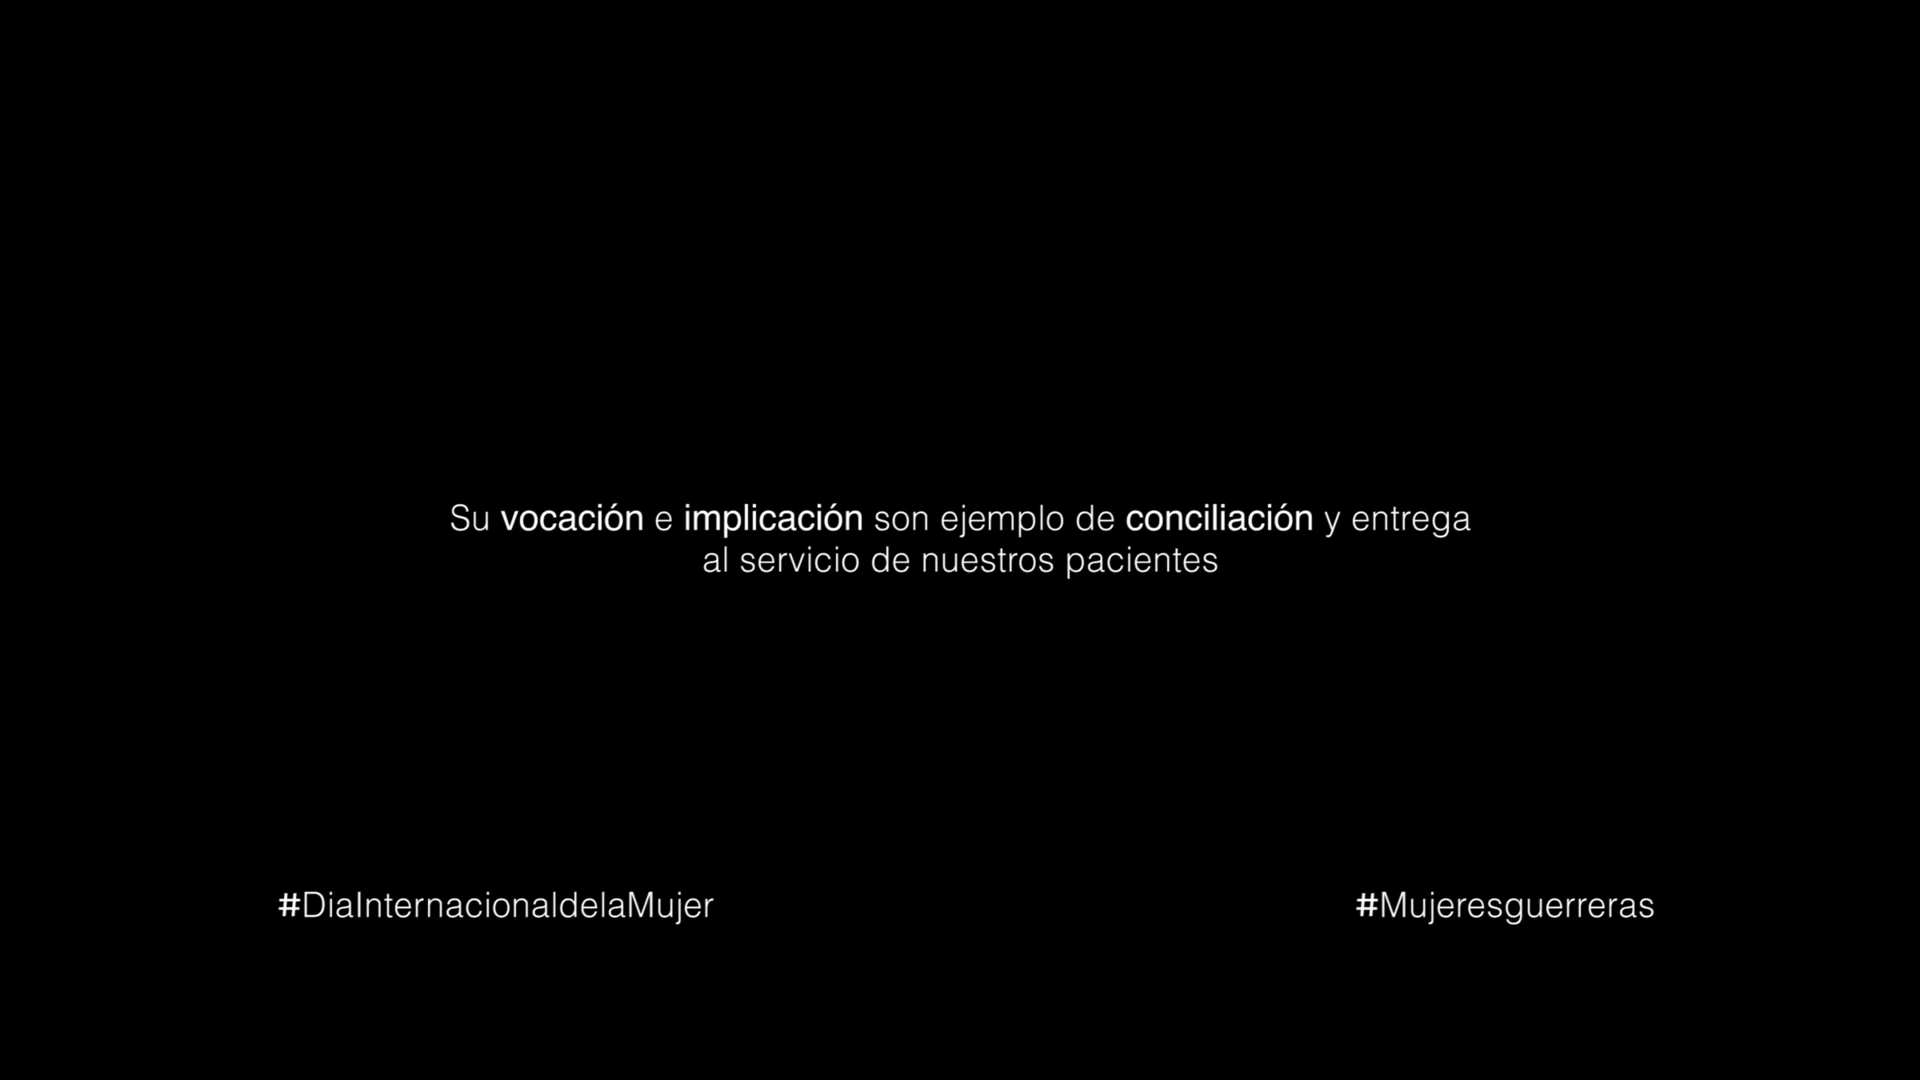 Su vocación e implicación son ejemplo de conciliación y entrega
al servicio de nuestros pacientes
#DiaInternacionaldelaMujer
#Mujeresguerreras